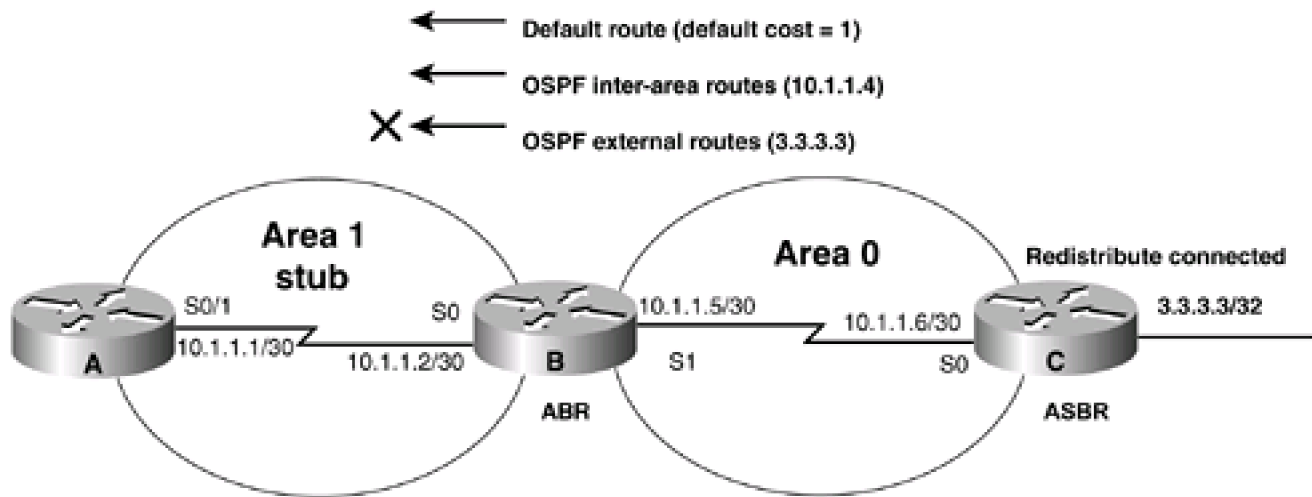 Default route (default cost = 1)
OSPF inter-area routes (10.1.1.4)
OSPF external routes (3.3.3.3)
Area 1
stub
Area 0
Redistribute connected
S0/1
S0
10.1.1.5/30
10.1.1.6/30
3.3.3.3/32
10.1.1.1/30
10.1.1.2/30
S1
S0
A
B
C
ABR
ASBR